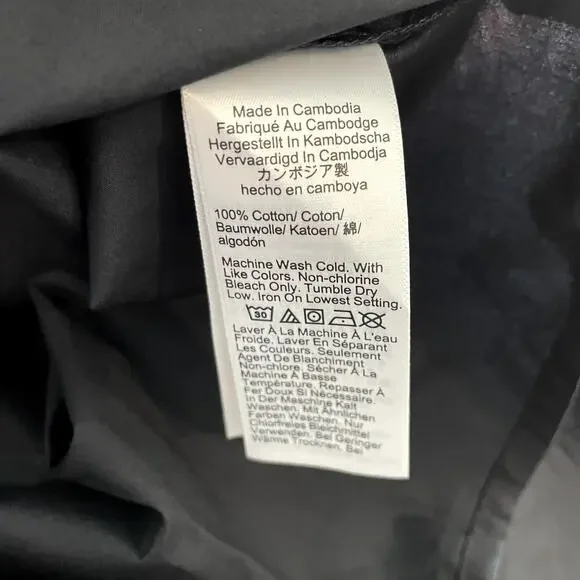 Made In Cambodia
Fabriqué Au Cambodge
Hergestellt In Kambodscha
Vervaardigd In Cambodja
カンボジア製
hecho en camboya
100% Cotton/ Coton/
Baumwolle/ Katoen/ 綿/
algodón
Machine Wash Cold. With
Like Colors. Non-chlorine
Bleach Only. Tumble Dry
Low. Iron On Lowest Setting.
30
Laver À La Machine À L'eau
Froide. Laver En Séparant
Les Couleurs. Seulement
Agent De Blanchiment
Non-chlore. Sécher À La
Machine A Basse
Température. Repasser À
Fer Doux Si Nécessaire.
In Der Maschine Kalt
Waschen. Mit Ähnlichen
Farben Waschen. Nur
Chlorfreies Bleichmittel
Verwenden. Bei Geringer
Wärme Trocknen. Bei